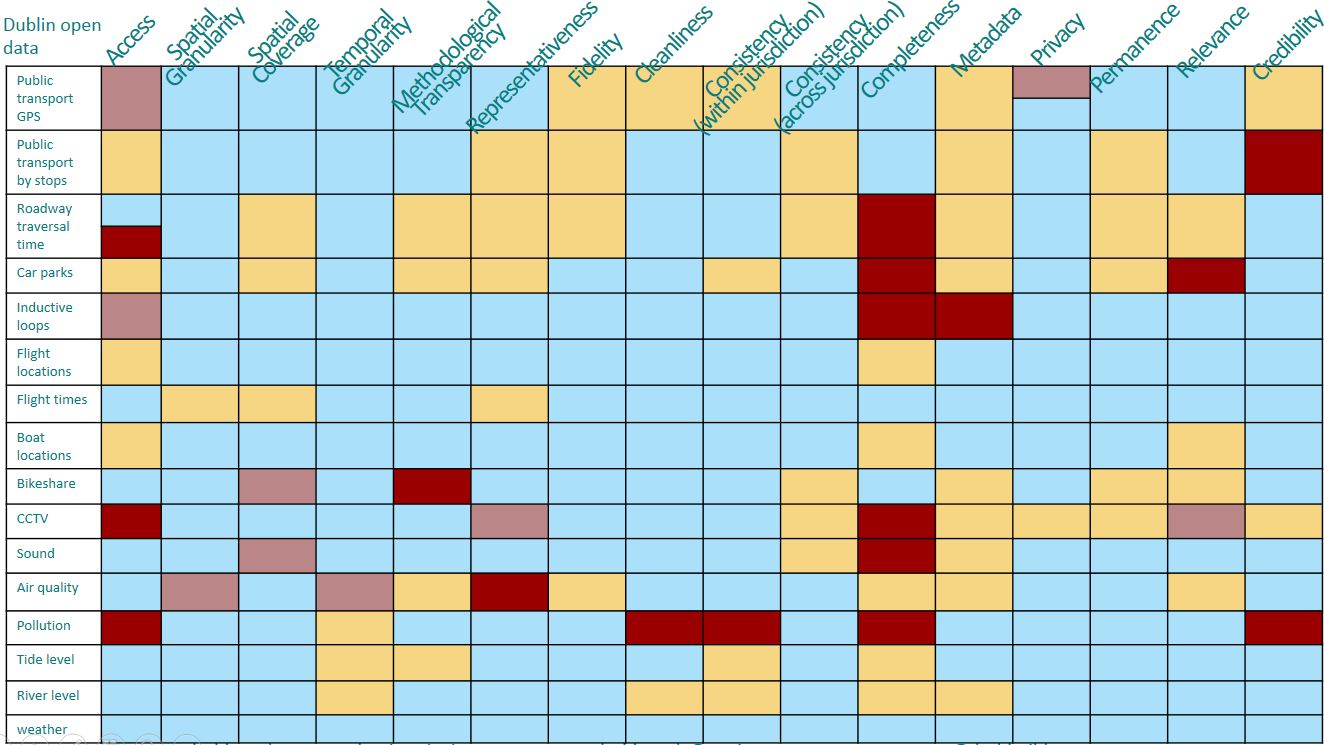 Dublin open
data
Access
Spatial
Granularity
Spatial
Coverage
Temporal
Granularity
Methodological
Transparency
Representativeness
Fidelity
Cleanliness
Consistency
(within jurisdiction)
Consistency
(across jurisdiction)
Completeness
Metadata
Privacy
Permanence
Relevance
Credibility
Public
transport
GPS
Public
transport
by stops
Roadway
traversal
time
Car parks
Inductive
loops
Flight
locations
Flight times
Boat
locations
Bikeshare
CCTV
Sound
Air quality
Pollution
Tide level
River level
weather